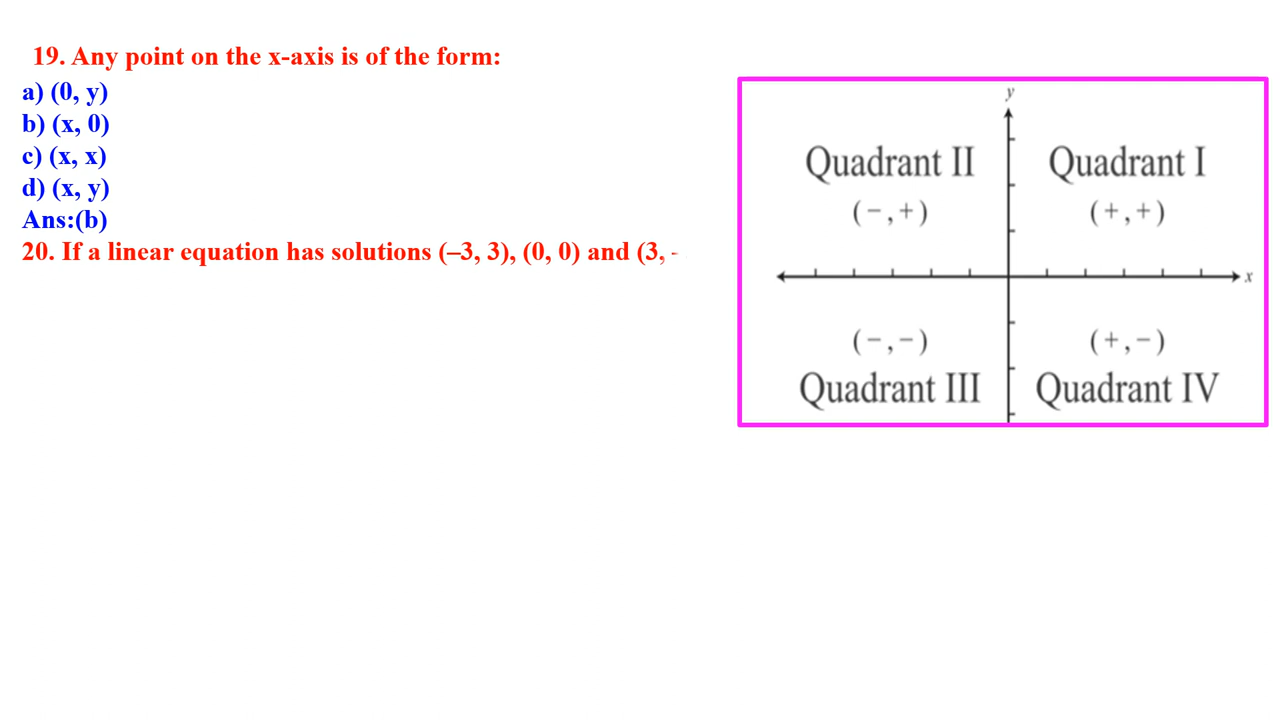 19. Any point on the x-axis is of the form:
a) (0, y)
b) (x, 0)
c) (x, x)
d) (x, y)
Ans:(b)
20. If a linear equation has solutions (–3, 3), (0, 0) and (3, -
y
Quadrant II Quadrant I
(−,+) (+,+)
x
(−,−) (+,−)
Quadrant III Quadrant IV